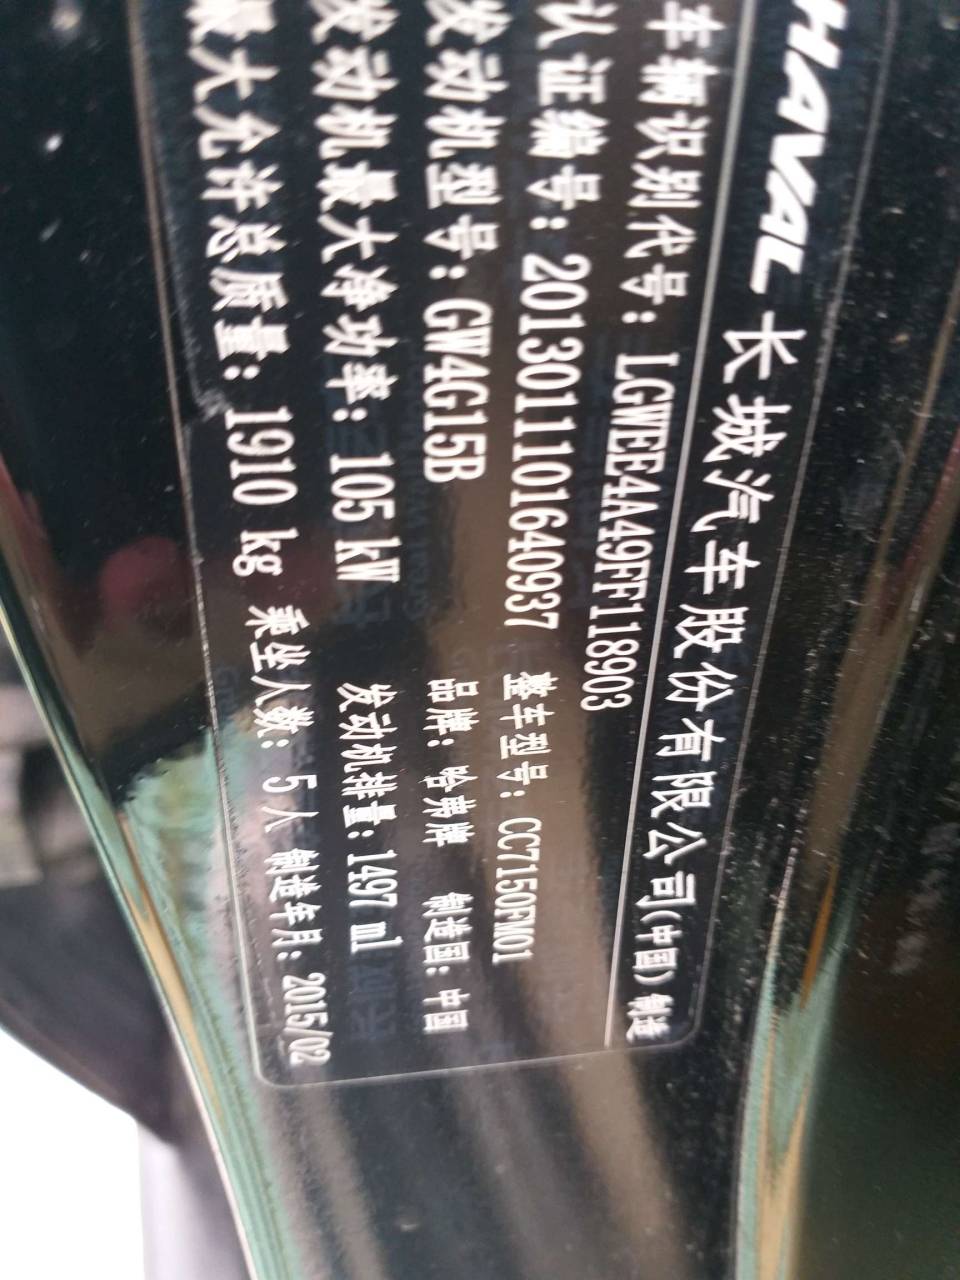 HAVAL 长城汽车股份有限公司(中国) 制造
车辆识别代号: LGWEE4A49FF118903
认证编号: 2013011101640937 整车型号: CC7150FM01
发动机型号: GW4G15B 品牌: 哈弗牌 制造国: 中国
发动机最大净功率: 105 kW 发动机排量: 1497 ml
最大允许总质量: 1910 kg 乘坐人数: 5 人 制造年月: 2015/02